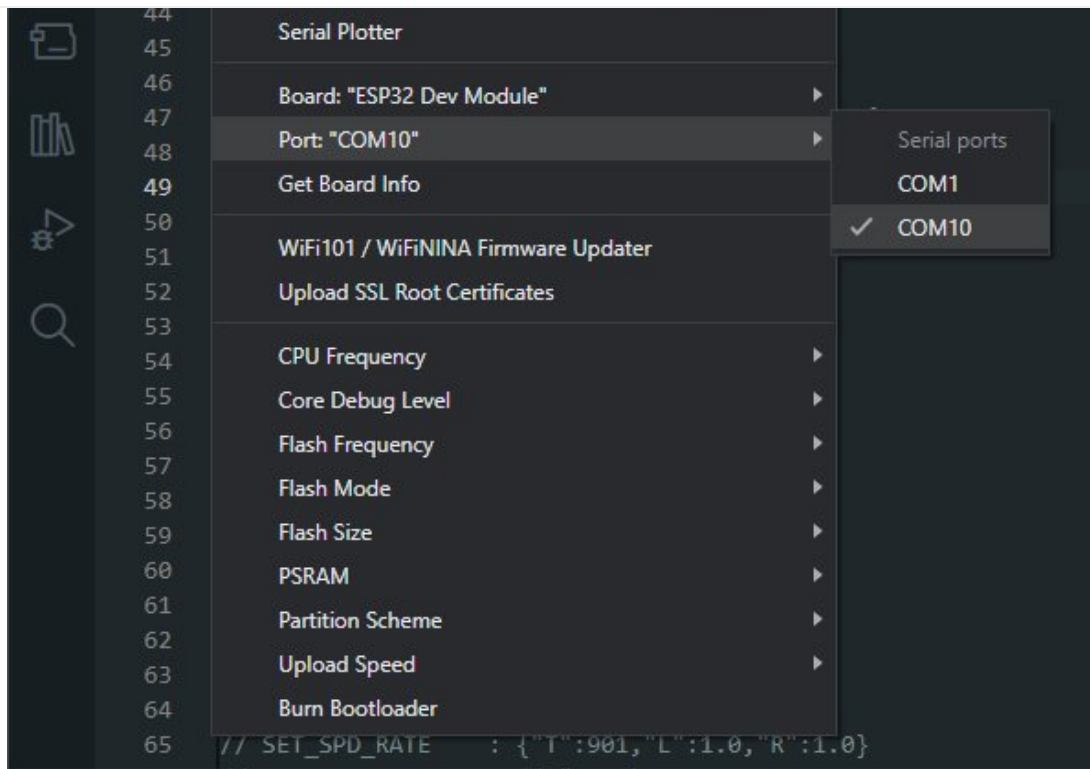 44
45
46
47
48
49
50
51
52
53
54
55
56
57
58
59
60
61
62
63
64
65
Serial Plotter
Board: "ESP32 Dev Module"
Port: "COM10"
Get Board Info
WiFi101 / WiFiNINA Firmware Updater
Upload SSL Root Certificates
CPU Frequency
Core Debug Level
Flash Frequency
Flash Mode
Flash Size
PSRAM
Partition Scheme
Upload Speed
Burn Bootloader
Serial ports
COM1
COM10
// SET_SPD_RATE : {"T":901,"L":1.0,"R":1.0}